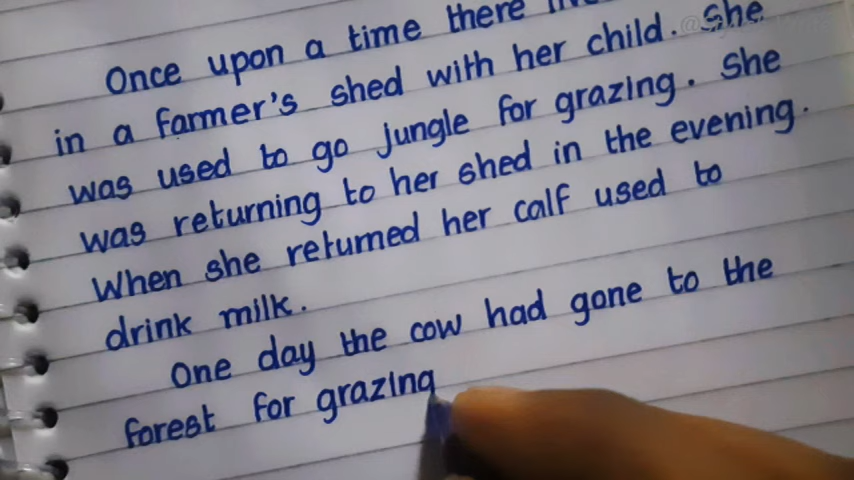 Once upon a time there
in a farmer's shed with her child. She
was used to go jungle for grazing. She
was returning to her shed in the evening.
When she returned her calf used to
drink milk.
One day the cow had gone to the
forest for grazing